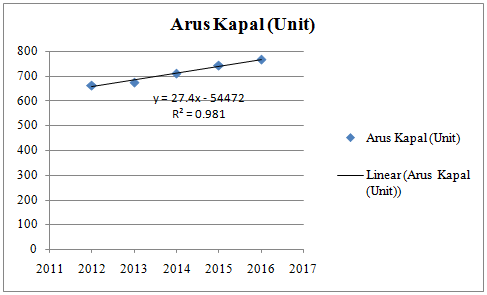 Arus Kapal (Unit)
800
700
600
500
400
300
200
100
0
y = 27.4x - 54472
R² = 0.981
2011 2012 2013 2014 2015 2016 2017
Arus Kapal (Unit)
Linear (Arus Kapal
(Unit))